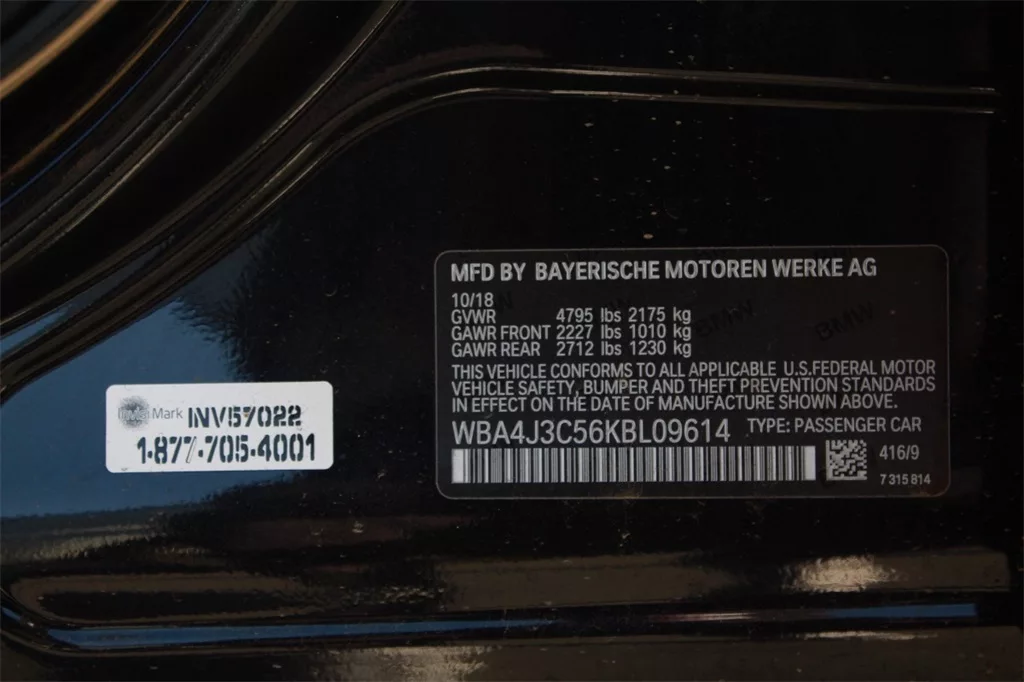 MFD BY BAYERISCHE MOTOREN WERKE AG
10/18
GVWR 4795 lbs 2175 kg
GAWR FRONT 2227 lbs 1010 kg
GAWR REAR 2712 lbs 1230 kg
THIS VEHICLE CONFORMS TO ALL APPLICABLE U.S.FEDERAL MOTOR
VEHICLE SAFETY, BUMPER AND THEFT PREVENTION STANDARDS
IN EFFECT ON THE DATE OF MANUFACTURE SHOWN ABOVE.
WBA4J3C56KBL09614 TYPE: PASSENGER CAR
416/9
7 315 814
BMW
BMW
Mark INV57022
1-877-705-4001